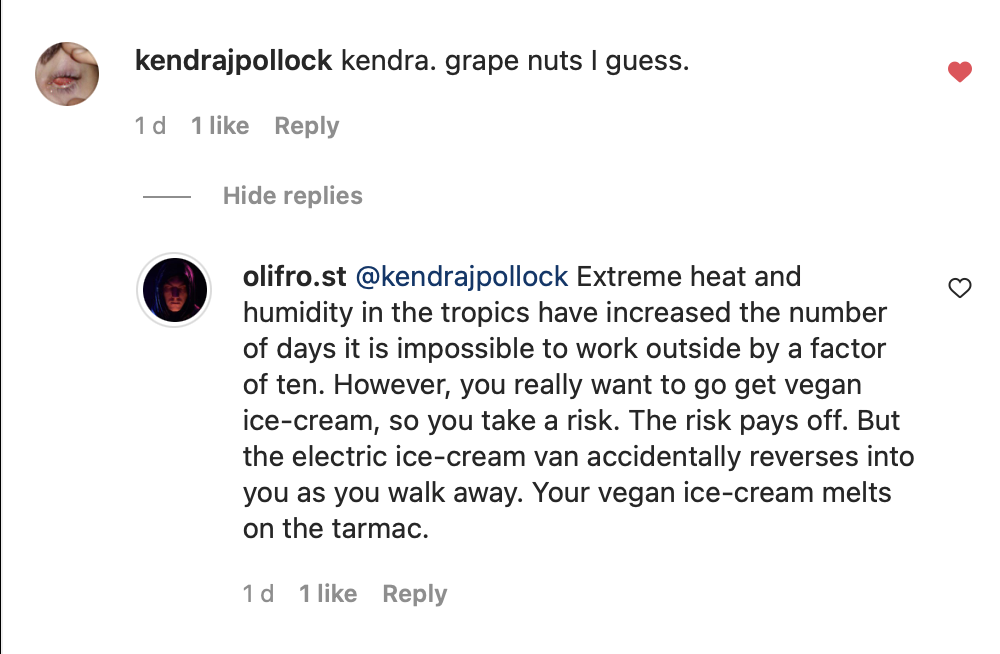 kendrajpollock kendra. grape nuts I guess.
1 d 1 like Reply
Hide replies
olifro.st @kendrajpollock Extreme heat and
humidity in the tropics have increased the number
of days it is impossible to work outside by a factor
of ten. However, you really want to go get vegan
ice-cream, so you take a risk. The risk pays off. But
the electric ice-cream van accidentally reverses into
you as you walk away. Your vegan ice-cream melts
on the tarmac.
1 d 1 like Reply